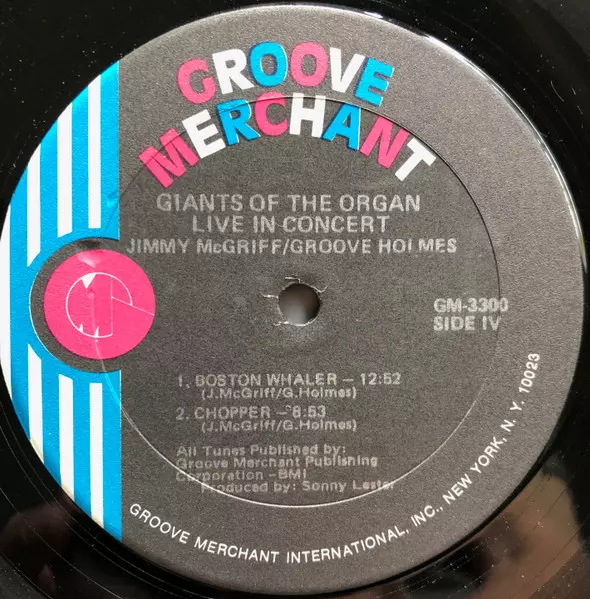 GROOVE
MERCHANT
GIANTS OF THE ORGAN
LIVE IN CONCERT
JIMMY McGRIFF/GROOVE HOLMES
GM-3300
SIDE IV
1. BOSTON WHALER – 12:52
(J.McGriff/G.Holmes)
2. CHOPPER – 8:53
(J.McGriff/G.Holmes)
All Tunes Published by:
Groove Merchant Publishing
Corporation –BMI
Produced by: Sonny Lester
GROOVE MERCHANT INTERNATIONAL, INC., NEW YORK, N. Y. 10023